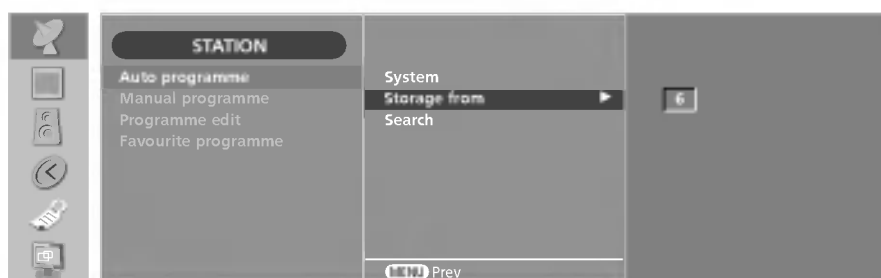 STATION
Auto programme
Manual programme
Programme edit
Favourite programme
System
Storage from
Search
6
MENU Prev